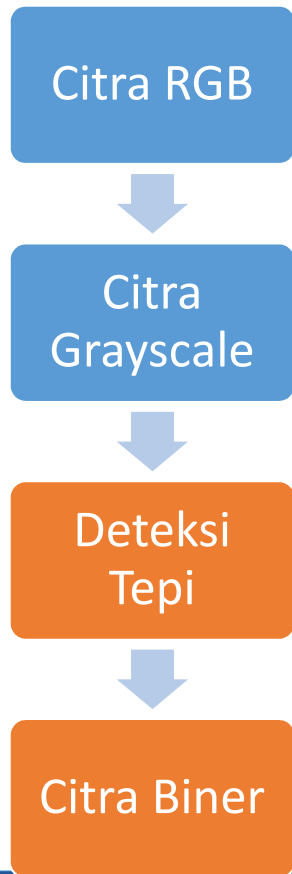 Citra RGB
Citra
Grayscale
Deteksi
Tepi
Citra Biner